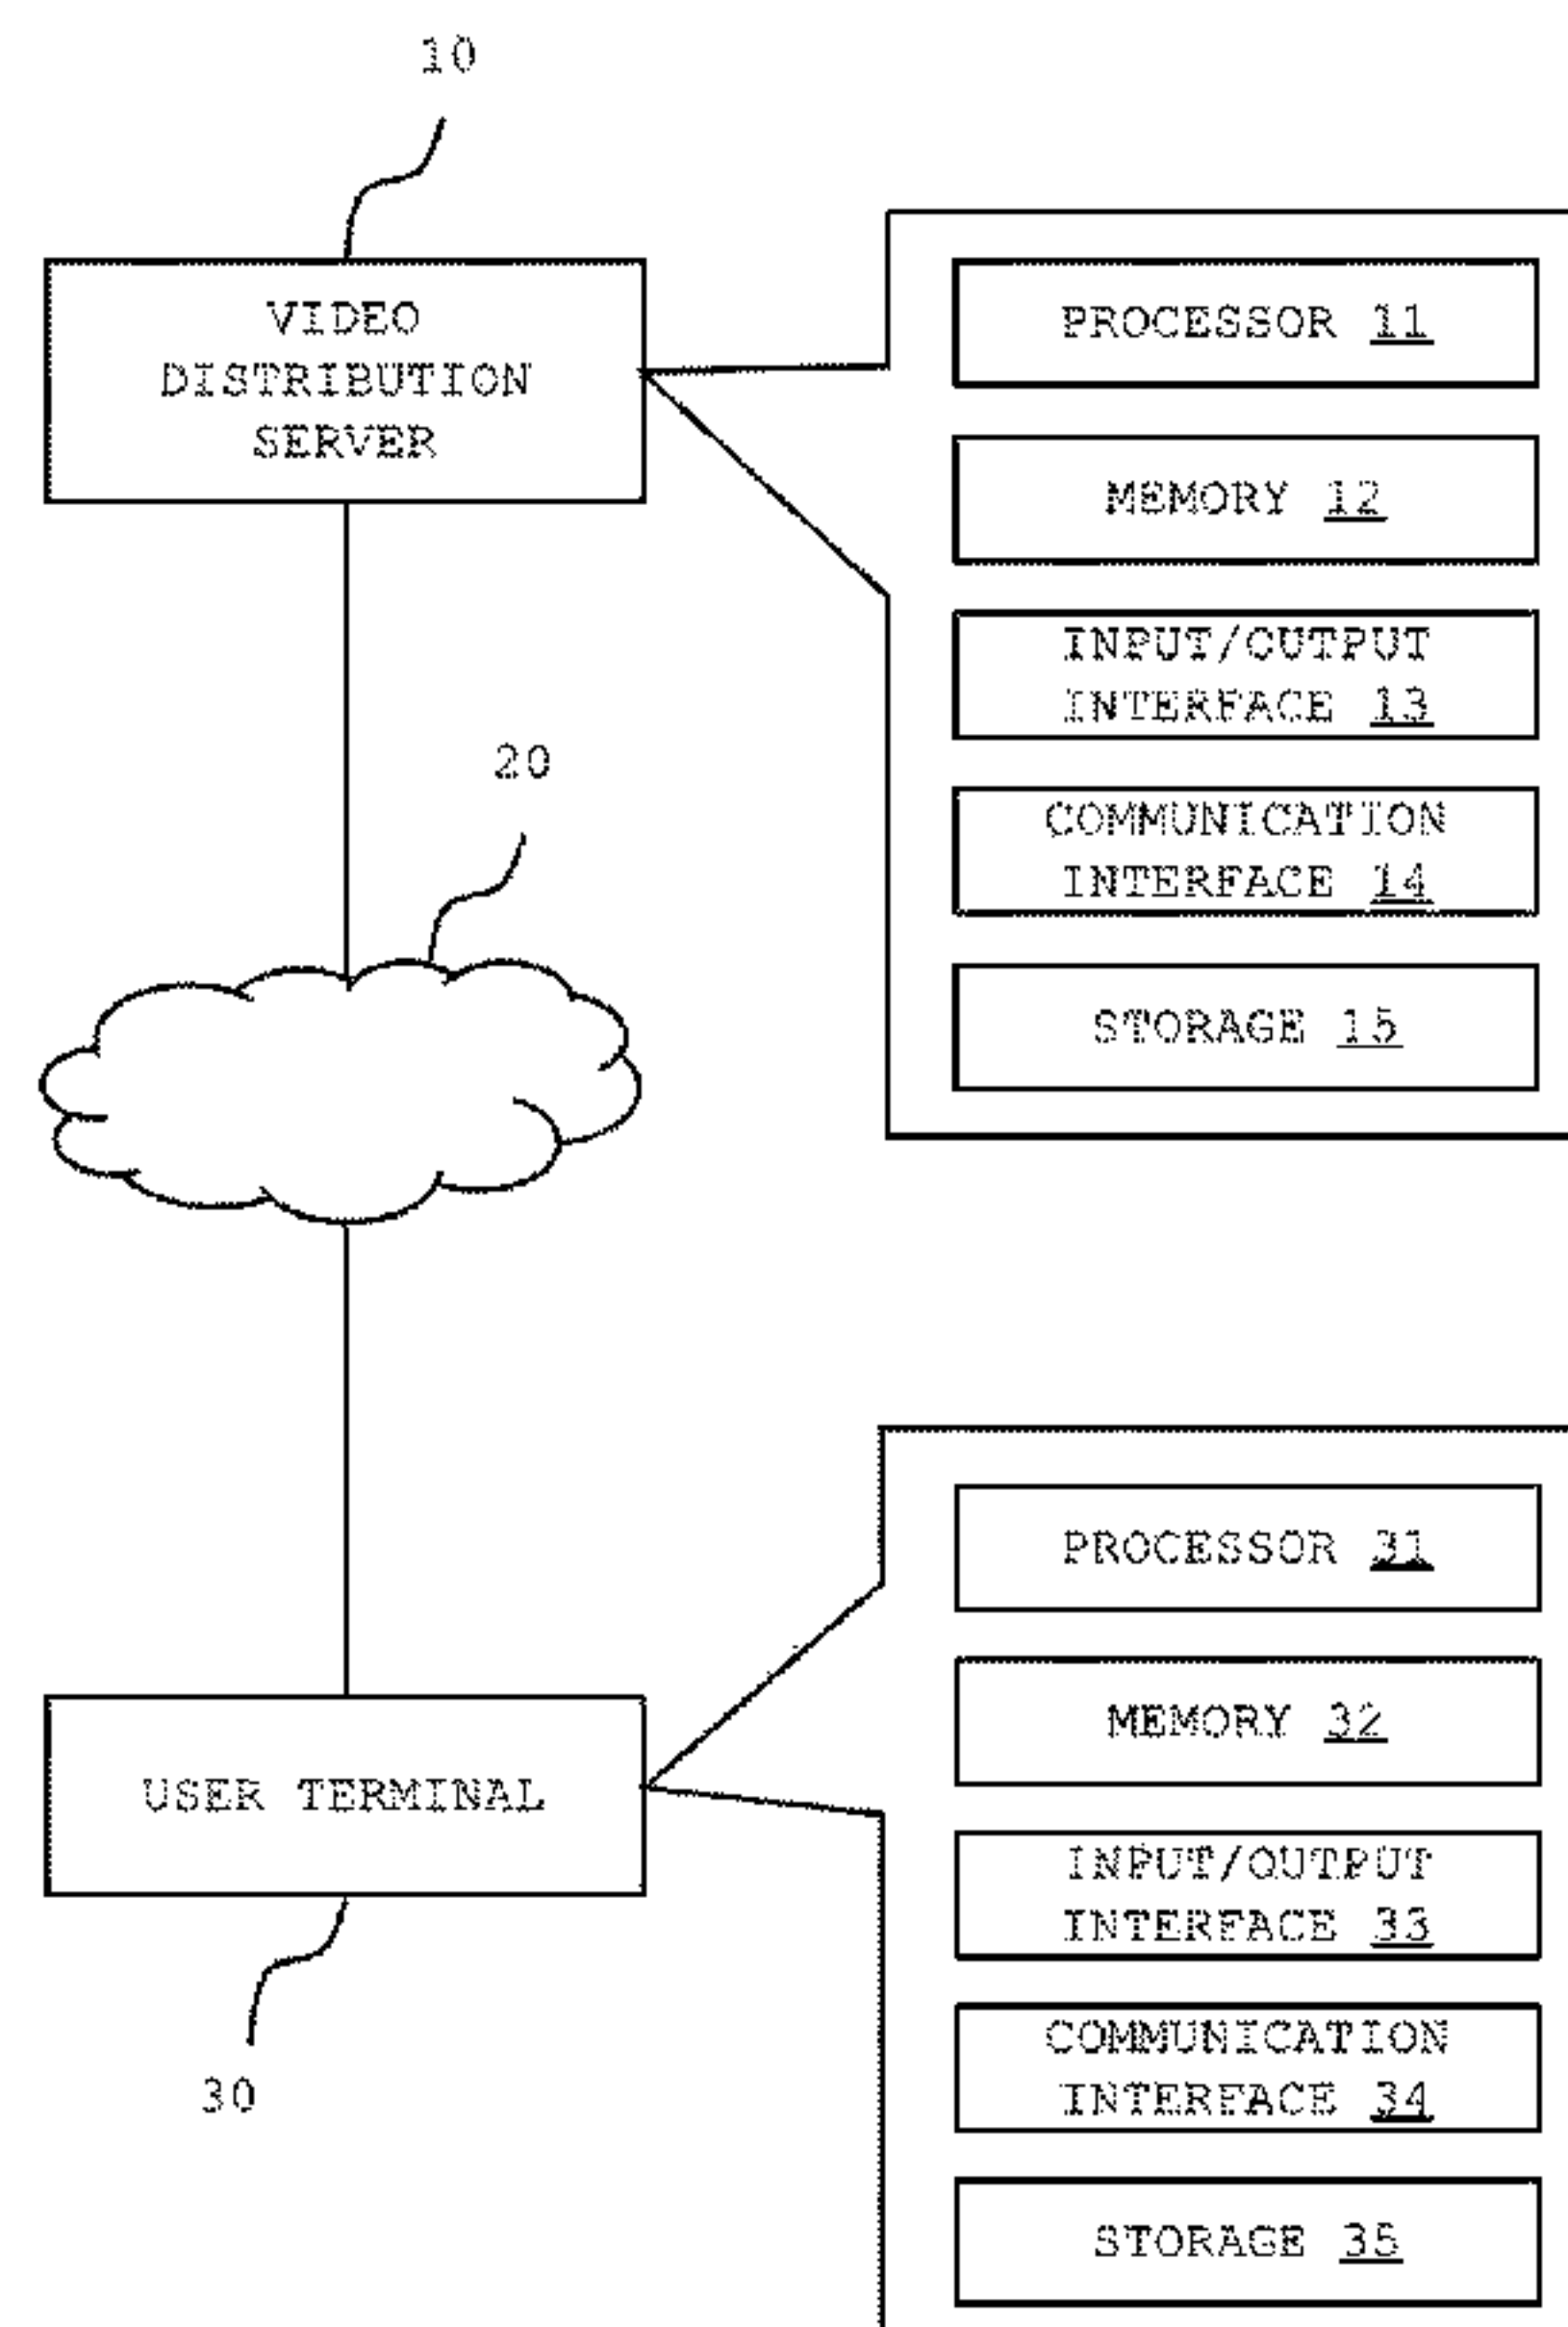 10
VIDEO
DISTRIBUTION
SERVER
PROCESSOR 11
MEMORY 12
INPUT/OUTPUT
INTERFACE 13
COMMUNICATION
INTERFACE 14
STORAGE 15
20
PROCESSOR 31
MEMORY 32
INPUT/OUTPUT
INTERFACE 33
COMMUNICATION
INTERFACE 34
STORAGE 35
USER TERMINAL
30